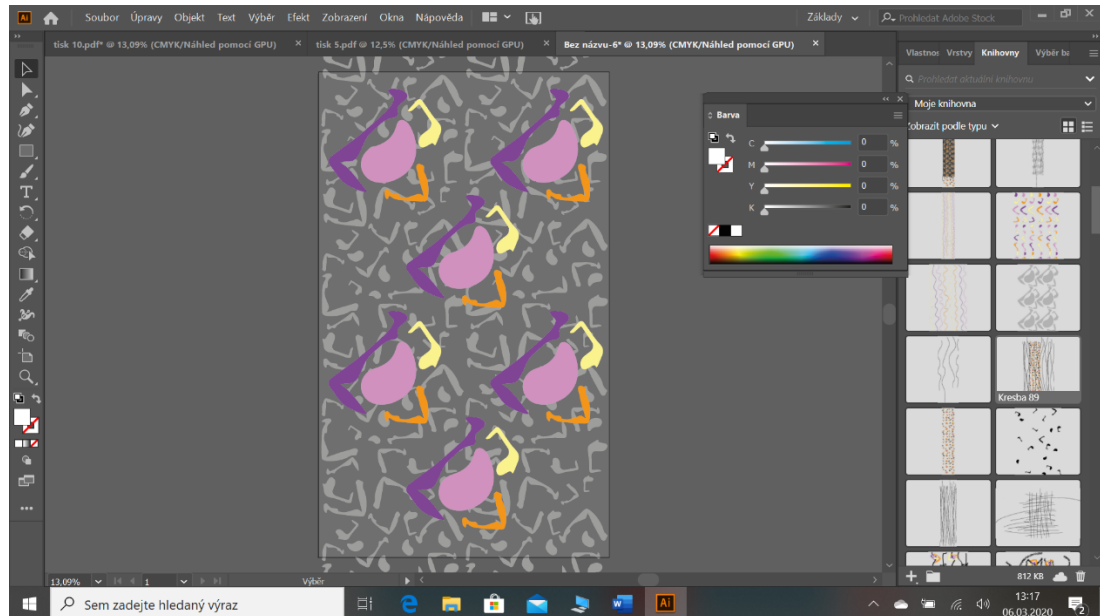 Ai Soubor Úpravy Objekt Text Výběr Efekt Zobrazení Okna Nápověda Základy Prohledat Adobe Stock
tisk 10.pdf* @ 13,09% (CMYK/Náhled pomocí GPU) × tisk 5.pdf @ 12,5% (CMYK/Náhled pomocí GPU) × Bez názvu-6* @ 13,09% (CMYK/Náhled pomocí GPU) ×
Vlastnos Vrstvy Knihovny Výběr ba
Prohledat aktuální knihovnu
Moje knihovna
Zobrazit podle typu
Barva
C 0 %
M 0 %
Y 0 %
K 0 %
Kresba 89
13,09% 1 Výběr
812 KB
Sem zadejte hledaný výraz
13:17
06.03.2020
2